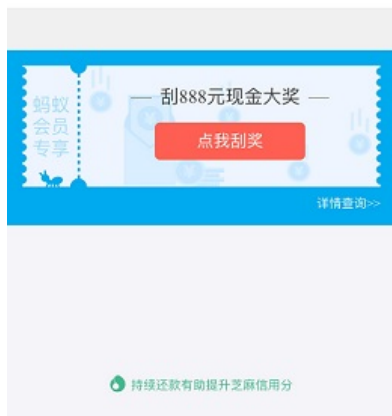 蚂蚁
会员
专享
刮888元现金大奖
点我刮奖
详情查询>>
持续还款有助提升芝麻信用分